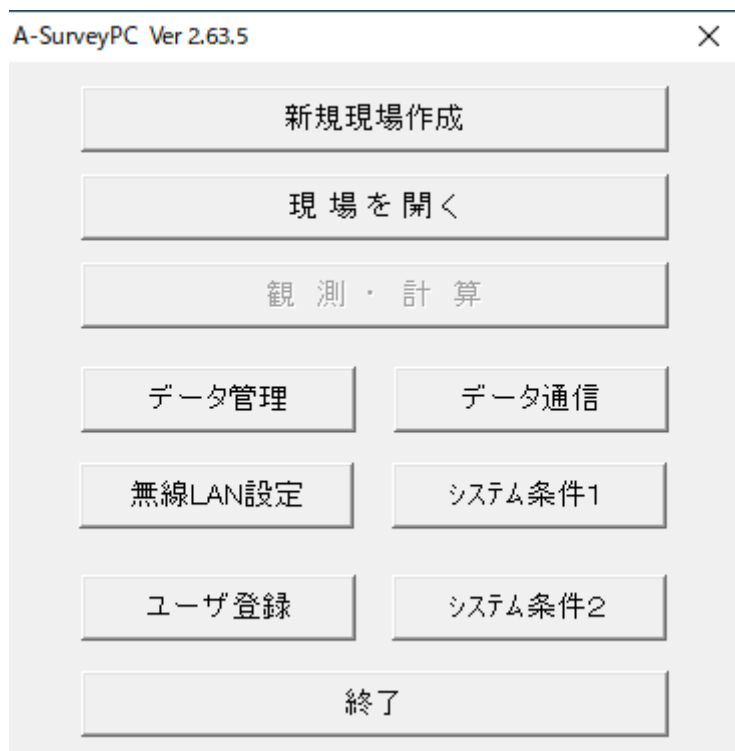 A-SurveyPC Ver 2.63.5
新規現場作成
現 場 を 開 く
観 測 ・ 計 算
データ管理
データ通信
無線LAN設定
システム条件1
ユーザ登録
システム条件2
終了